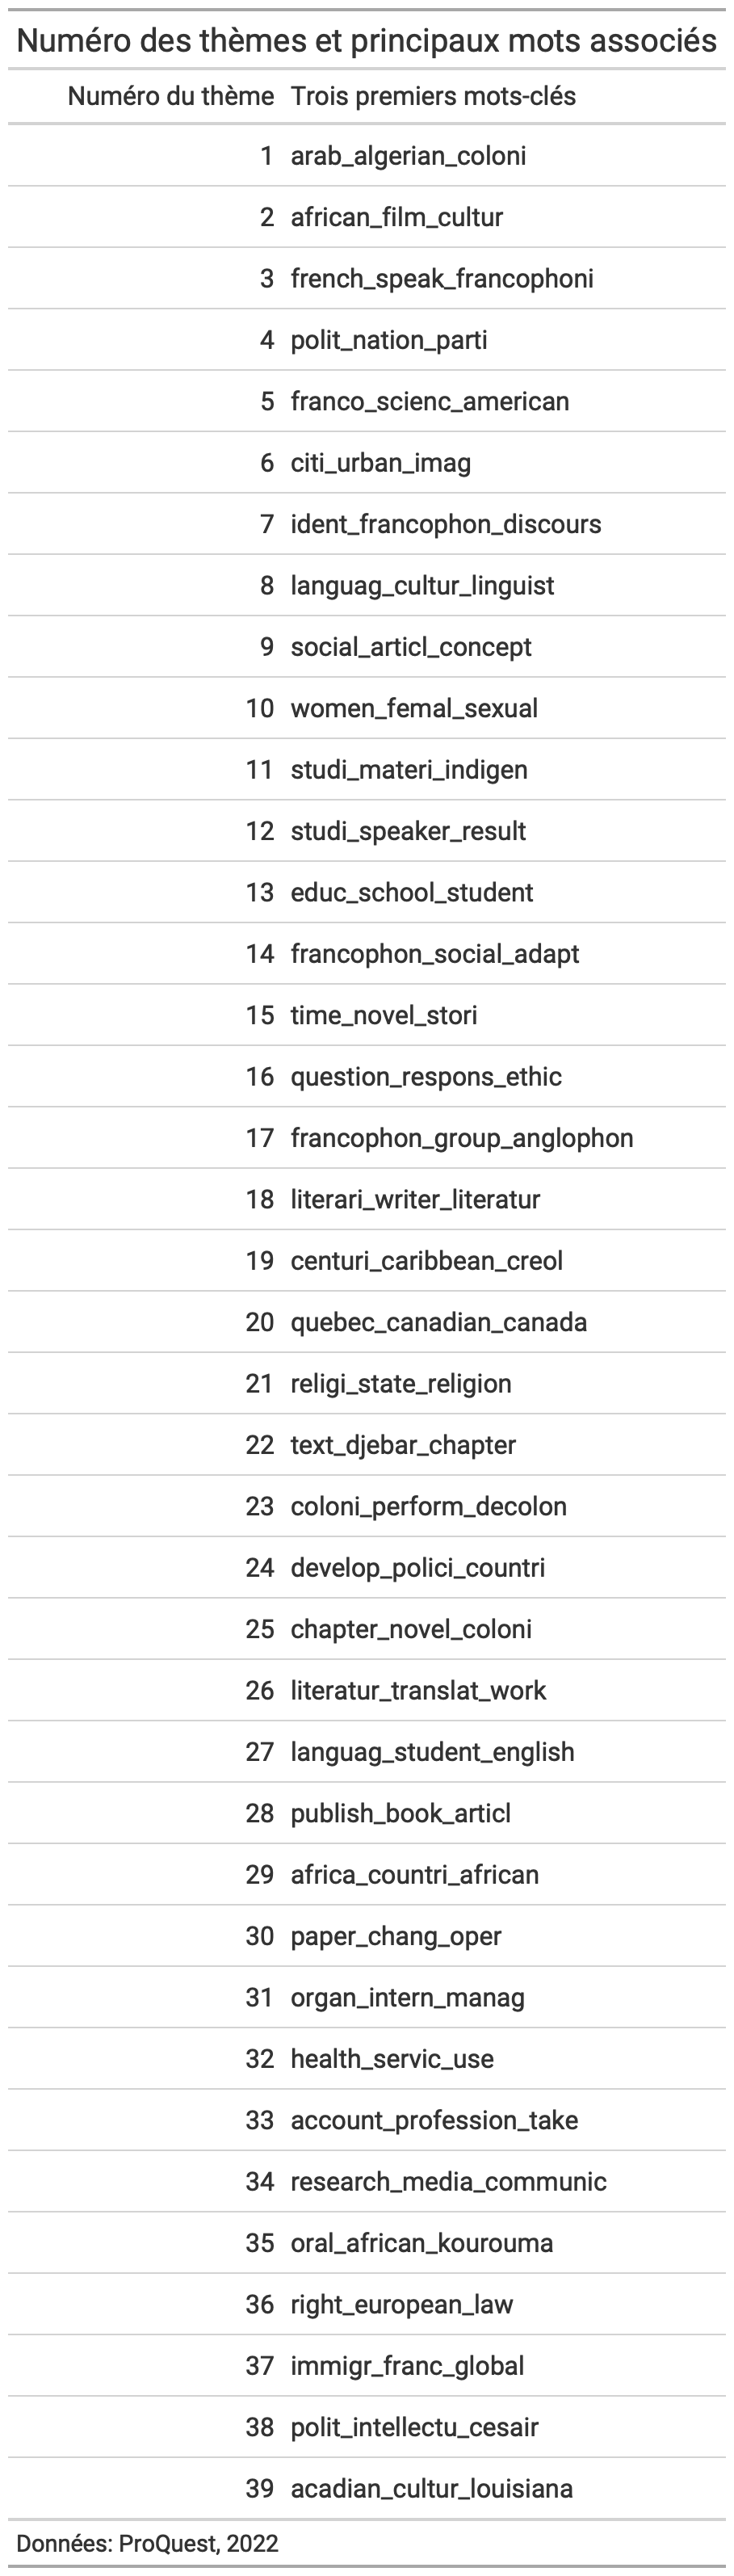 Numéro des thèmes et principaux mots associés
Numéro du thème Trois premiers mots-clés
1 arab_algerian_coloni
2 african_film_cultur
3 french_speak_francophoni
4 polit_nation_parti
5 franco_scienc_american
6 citi_urban_imag
7 ident_francophon_discours
8 languag_cultur_linguist
9 social_articl_concept
10 women_femal_sexual
11 studi_materi_indigen
12 studi_speaker_result
13 educ_school_student
14 francophon_social_adapt
15 time_novel_stori
16 question_respons_ethic
17 francophon_group_anglophon
18 literari_writer_literatur
19 centuri_caribbean_creol
20 quebec_canadian_canada
21 religi_state_religion
22 text_djebar_chapter
23 coloni_perform_decolon
24 develop_polici_countri
25 chapter_novel_coloni
26 literatur_translat_work
27 languag_student_english
28 publish_book_articl
29 africa_countri_african
30 paper_chang_oper
31 organ_intern_manag
32 health_servic_use
33 account_profession_take
34 research_media_communic
35 oral_african_kourouma
36 right_european_law
37 immigr_franc_global
38 polit_intellectu_cesair
39 acadian_cultur_louisiana
Données: ProQuest, 2022